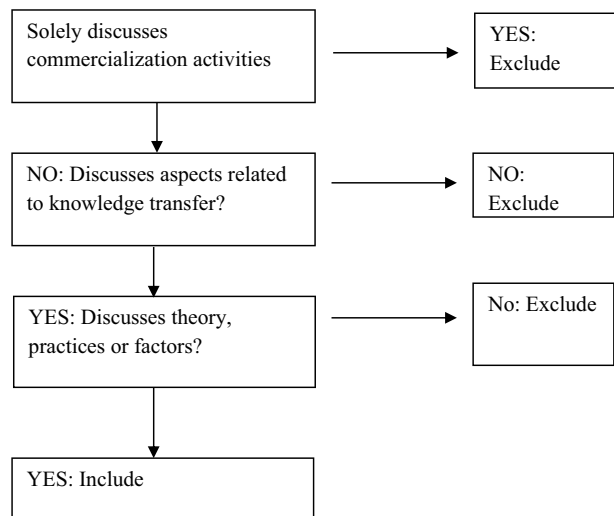 Solely discusses
commercialization activities
YES:
Exclude
NO: Discusses aspects related
to knowledge transfer?
NO:
Exclude
YES: Discusses theory,
practices or factors?
No: Exclude
YES: Include